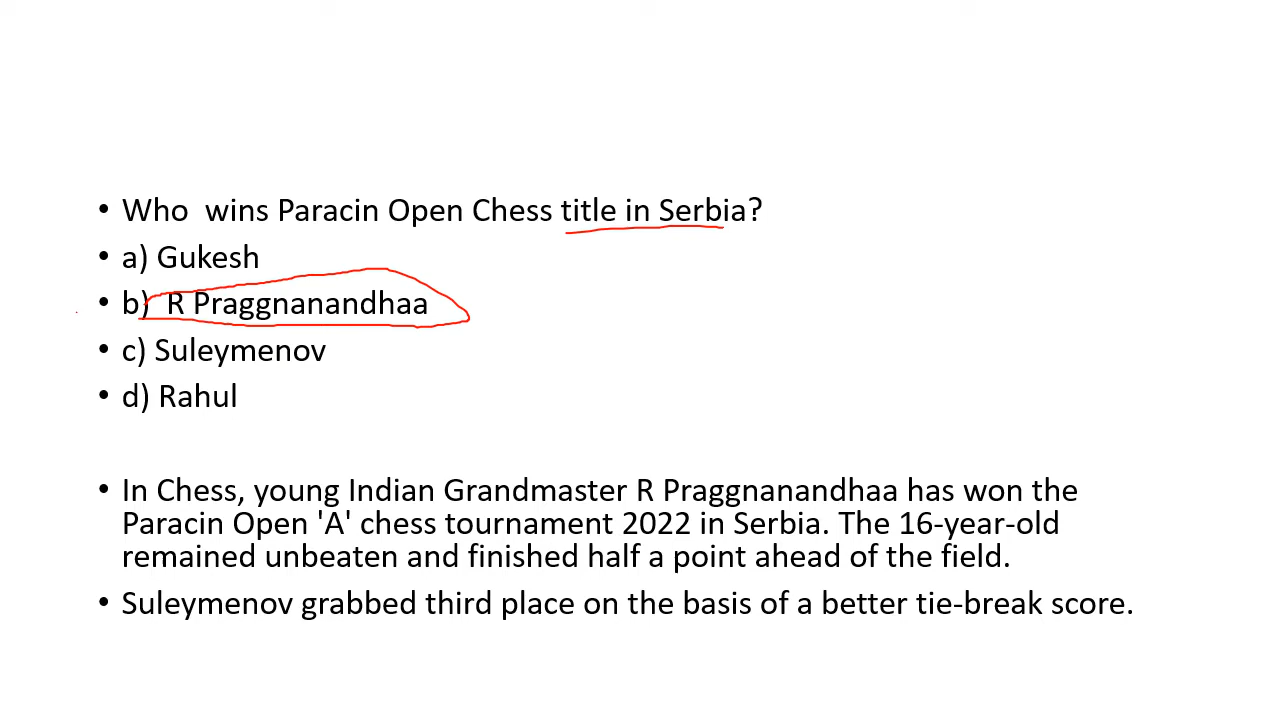 • Who  wins Paracin Open Chess title in Serbia?
• a) Gukesh
• b)  R Praggnanandhaa
• c) Suleymenov
• d) Rahul
• In Chess, young Indian Grandmaster R Praggnanandhaa has won the
Paracin Open 'A' chess tournament 2022 in Serbia. The 16-year-old
remained unbeaten and finished half a point ahead of the field.
• Suleymenov grabbed third place on the basis of a better tie-break score.